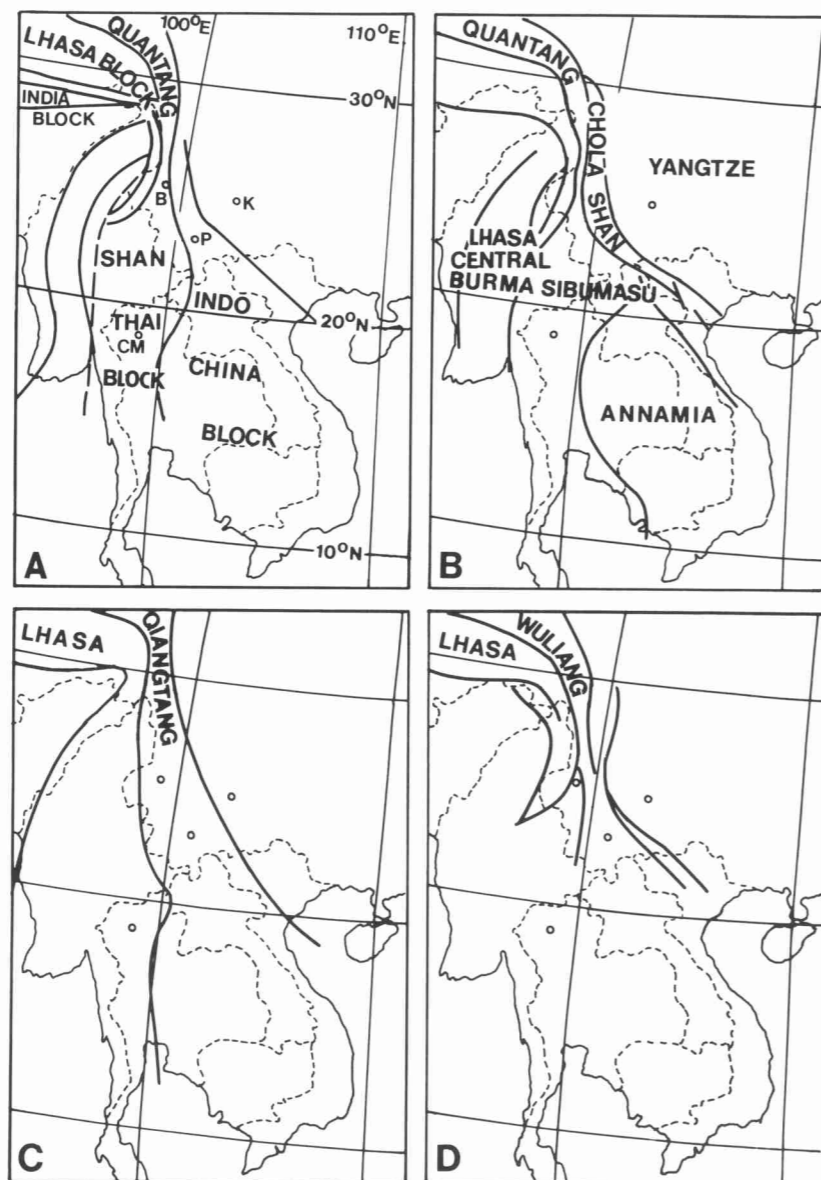 100°E
110°E
QUANTANG
LHASA BLOCK
30°N
INDIA
BLOCK
B
K
P
SHAN
INDO
THAI
20°N
CM
CHINA
BLOCK
BLOCK
10°N
A
QUANTANG
CHOLA SHAN
YANGTZE
LHASA
CENTRAL
BURMA SIBUMASU
ANNAMIA
B
LHASA
QIANGTANG
C
LHASA
WULIANG
D